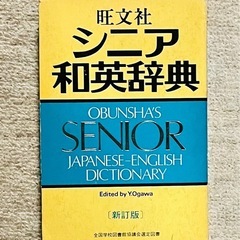 旺文社
シニア
和英辞典
OBUNSHA'S
SENIOR
JAPANESE-ENGLISH
DICTIONARY
Edited by Y.Ogawa
〔新訂版〕
全国学校図書館協議会選定図書